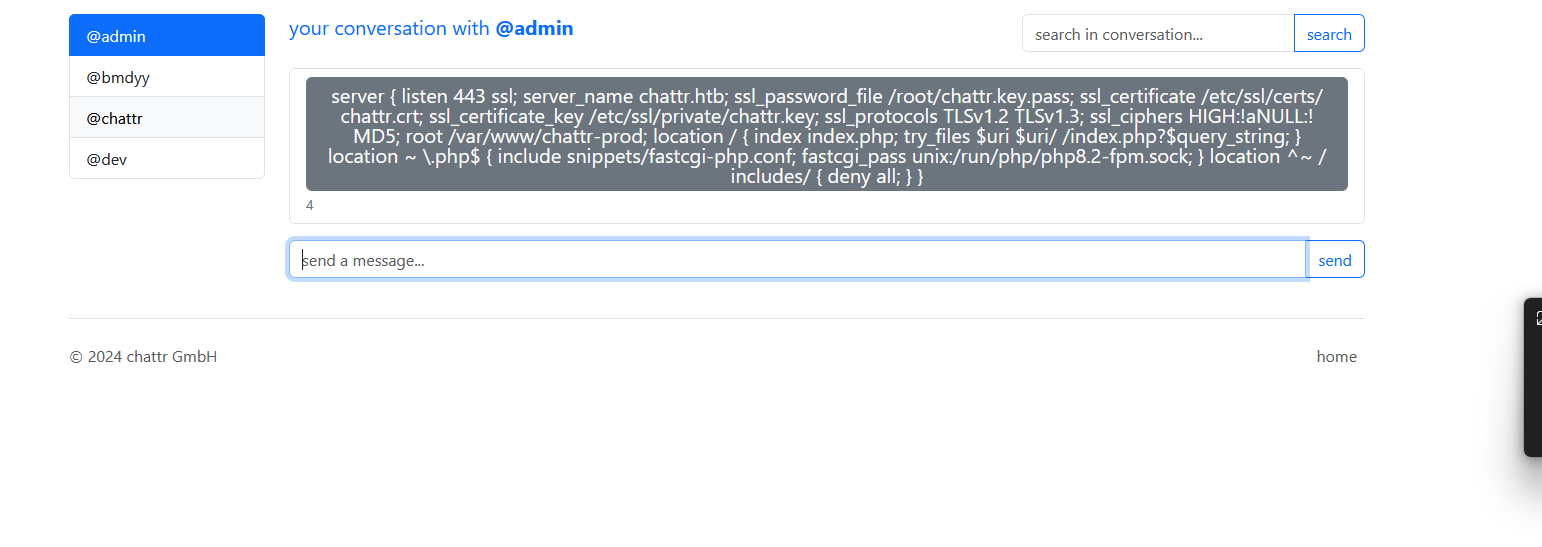 @admin
@bmdyy
@chattr
@dev
your conversation with @admin
search in conversation...
search
server { listen 443 ssl; server_name chattr.htb; ssl_password_file /root/chattr.key.pass; ssl_certificate /etc/ssl/certs/
chattr.crt; ssl_certificate_key /etc/ssl/private/chattr.key; ssl_protocols TLSv1.2 TLSv1.3; ssl_ciphers HIGH:!aNULL:!
MD5; root /var/www/chattr-prod; location / { index index.php; try_files $uri $uri/ /index.php?$query_string; }
location ~ \.php$ { include snippets/fastcgi-php.conf; fastcgi_pass unix:/run/php/php8.2-fpm.sock; } location ^~ /
includes/ { deny all; } }
4
send a message...
send
© 2024 chattr GmbH
home